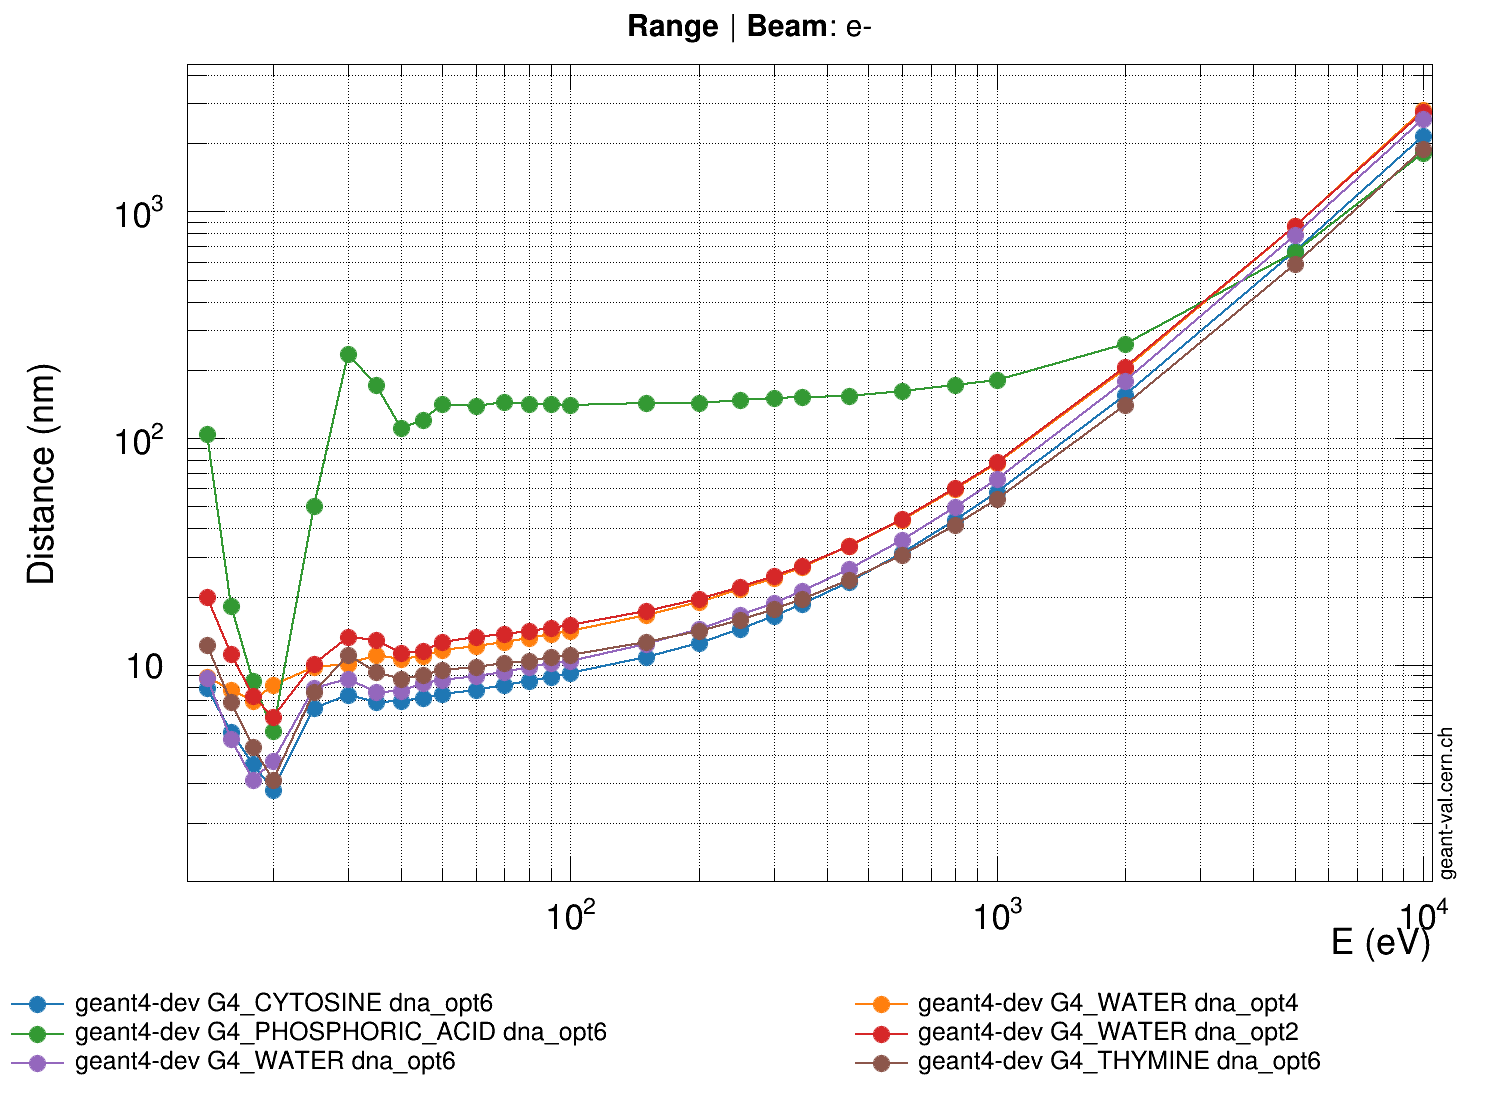 Range | Beam: e-
Distance (nm)
10³
10²
10
10²
10³
10⁴
E (eV)
geant-val.cern.ch
geant4-dev G4_CYTOSINE dna_opt6
geant4-dev G4_WATER dna_opt4
geant4-dev G4_PHOSPHORIC_ACID dna_opt6
geant4-dev G4_WATER dna_opt2
geant4-dev G4_WATER dna_opt6
geant4-dev G4_THYMINE dna_opt6